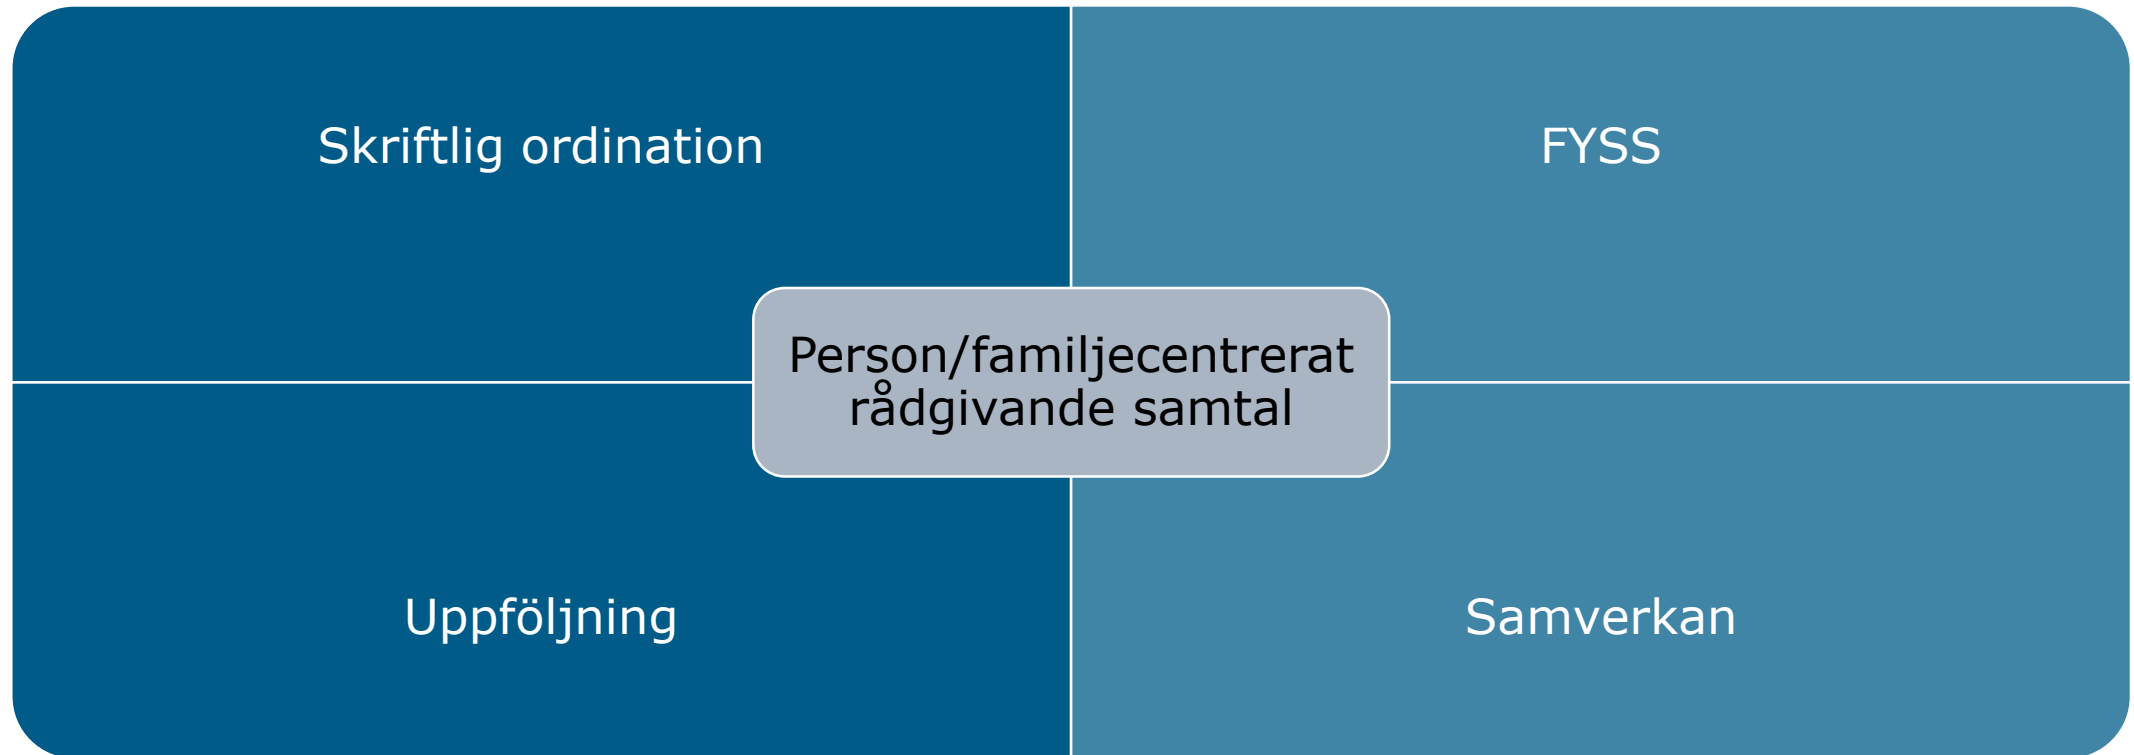 Skriftlig ordination
FYSS
Person/familjecentrerat
rådgivande samtal
Uppföljning
Samverkan